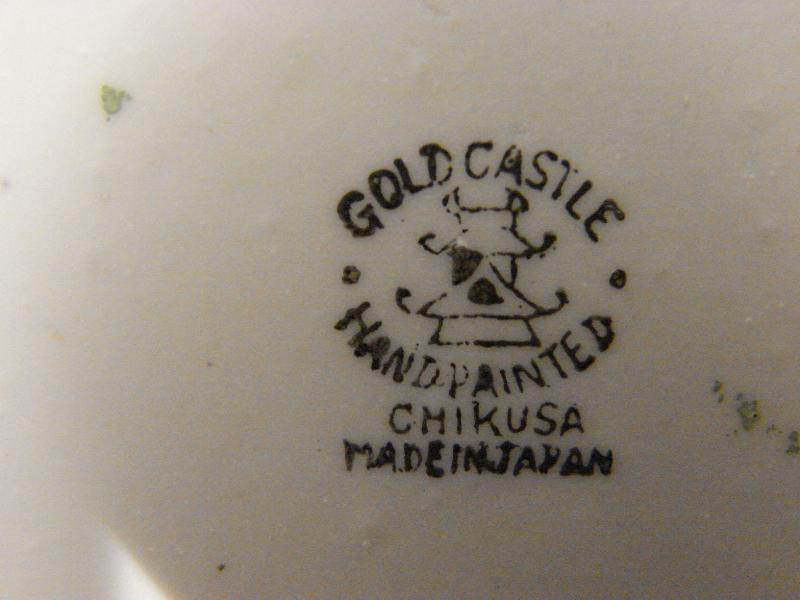 GOLD CASTLE
HAND PAINTED
CHIKUSA
MADE IN JAPAN